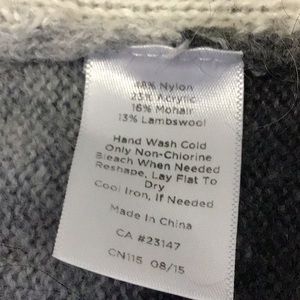 48% Nylon
23% Acrylic
16% Mohair
13% Lambswool
Hand Wash Cold
Only Non-Chlorine
Bleach When Needed
Reshape, Lay Flat To
Dry
Cool Iron, If Needed
Made In China
CA #23147
CN115 08/15